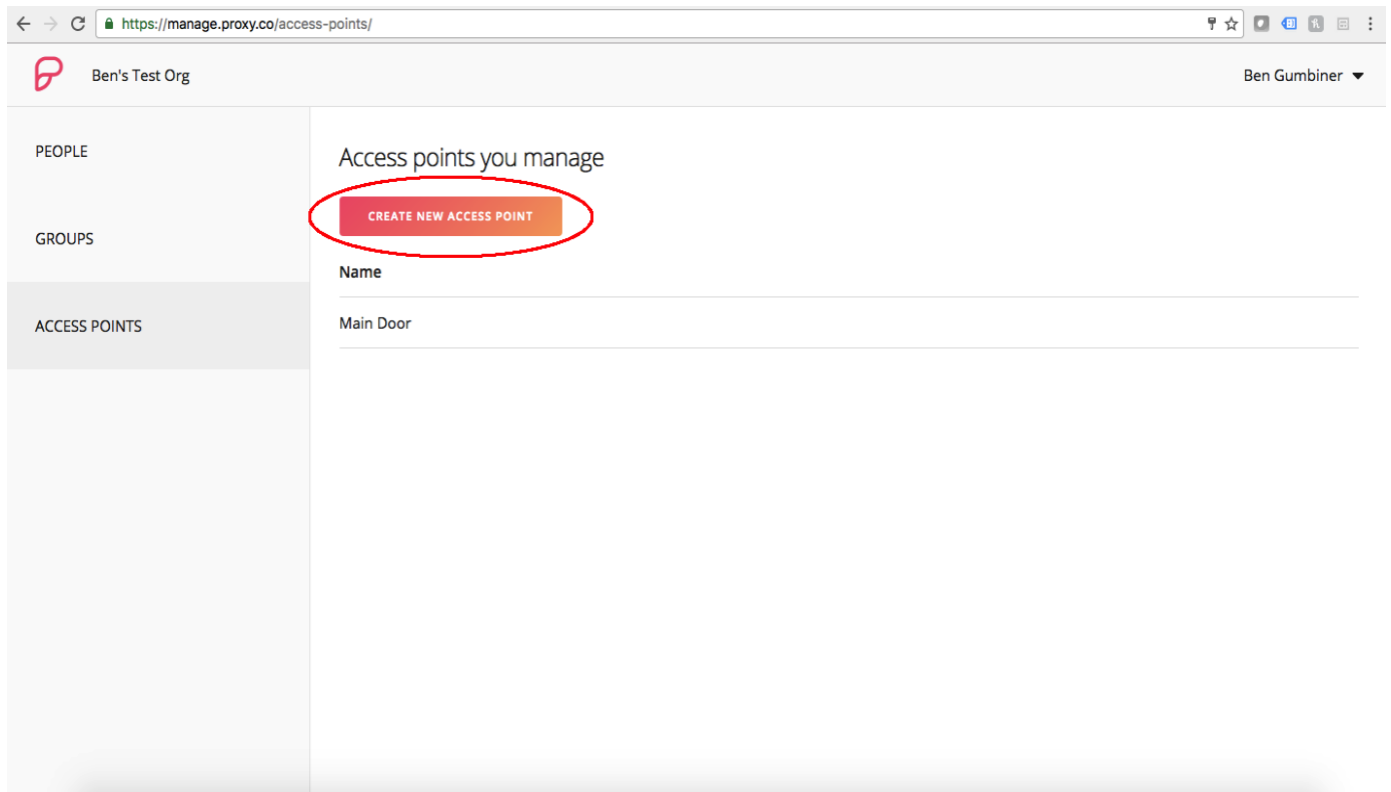 https://manage.proxy.co/access-points/
Ben's Test Org
Ben Gumbiner
PEOPLE
GROUPS
ACCESS POINTS
Access points you manage
CREATE NEW ACCESS POINT
Name
Main Door